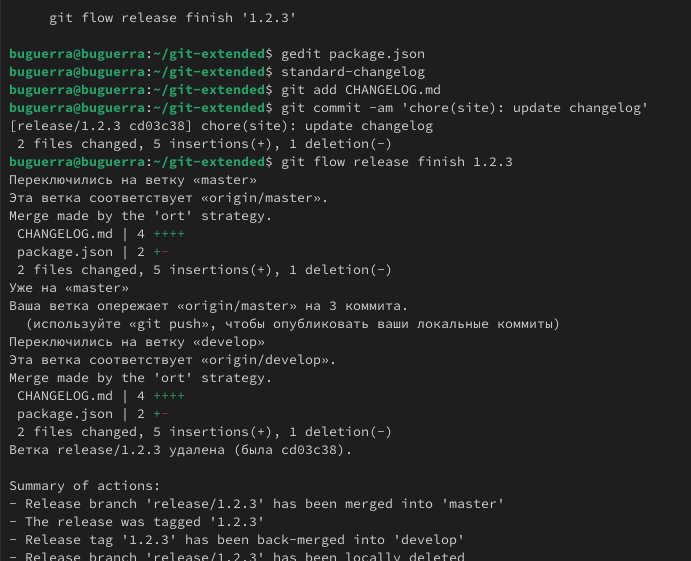 git flow release finish '1.2.3'
buguerra@buguerra:~/git-extended$ gedit package.json
buguerra@buguerra:~/git-extended$ standard-changelog
buguerra@buguerra:~/git-extended$ git add CHANGELOG.md
buguerra@buguerra:~/git-extended$ git commit -am 'chore(site): update changelog'
[release/1.2.3 cd03c38] chore(site): update changelog
 2 files changed, 5 insertions(+), 1 deletion(-)
buguerra@buguerra:~/git-extended$ git flow release finish 1.2.3
Переключились на ветку «master»
Эта ветка соответствует «origin/master».
Merge made by the 'ort' strategy.
 CHANGELOG.md | 4 ++++
 package.json | 2 +-
 2 files changed, 5 insertions(+), 1 deletion(-)
Уже на «master»
Ваша ветка опережает «origin/master» на 3 коммита.
  (используйте «git push», чтобы опубликовать ваши локальные коммиты)
Переключились на ветку «develop»
Эта ветка соответствует «origin/develop».
Merge made by the 'ort' strategy.
 CHANGELOG.md | 4 ++++
 package.json | 2 +-
 2 files changed, 5 insertions(+), 1 deletion(-)
Ветка release/1.2.3 удалена (была cd03c38).
Summary of actions:
- Release branch 'release/1.2.3' has been merged into 'master'
- The release was tagged '1.2.3'
- Release tag '1.2.3' has been back-merged into 'develop'
- Release branch 'release/1.2.3' has been locally deleted